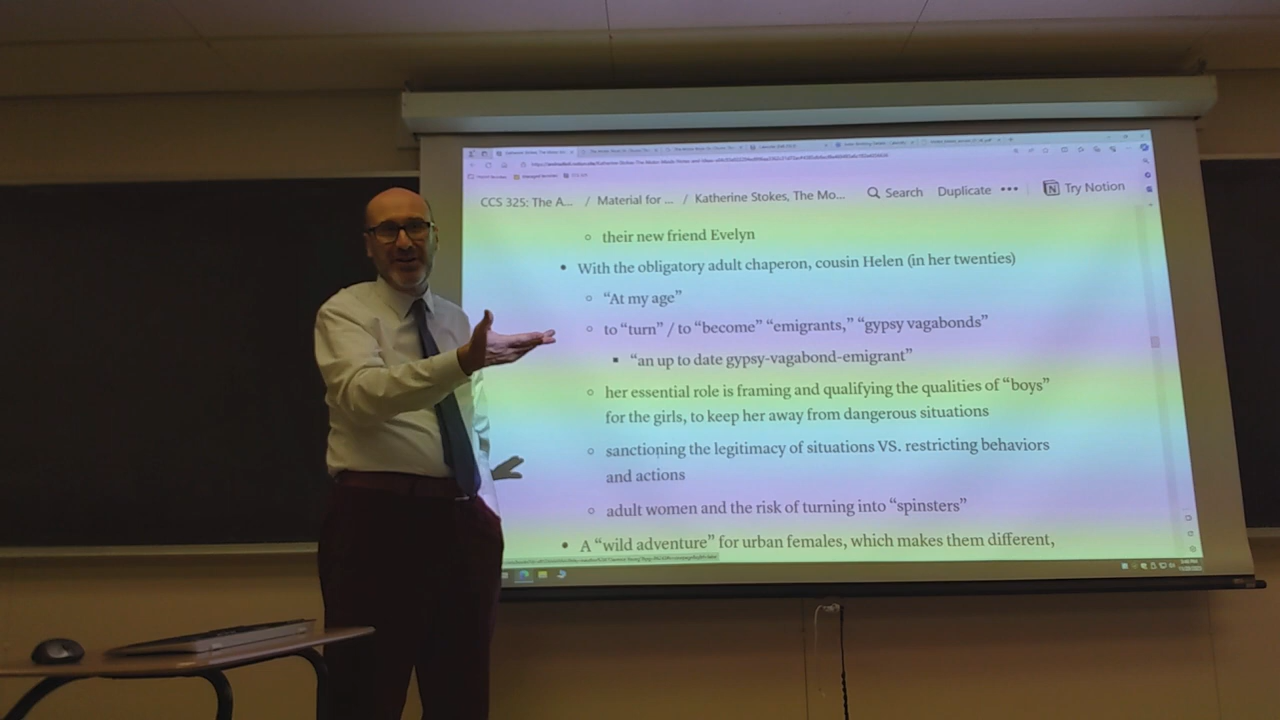 CCS 325: The A... / Material for ... / Katherine Stokes, The Mo... Search Duplicate ••• Try Notion
◦ their new friend Evelyn
• With the obligatory adult chaperon, cousin Helen (in her twenties)
◦ “At my age”
◦ to “turn” / to “become” “emigrants,” “gypsy vagabonds”
▪ “an up to date gypsy-vagabond-emigrant”
◦ her essential role is framing and qualifying the qualities of “boys”
for the girls, to keep her away from dangerous situations
◦ sanctioning the legitimacy of situations VS. restricting behaviors
and actions
◦ adult women and the risk of turning into “spinsters”
• A “wild adventure” for urban females, which makes them different,